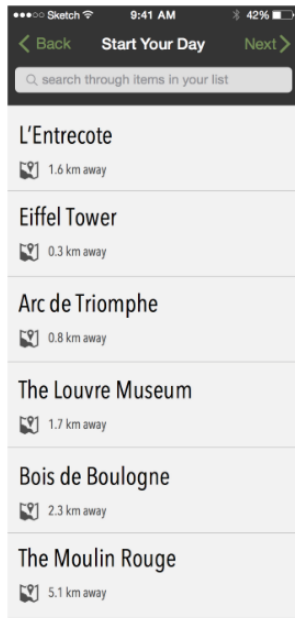 Sketch 9:41 AM 42%
Back Start Your Day Next
search through items in your list
L'Entrecote
1.6 km away
Eiffel Tower
0.3 km away
Arc de Triomphe
0.8 km away
The Louvre Museum
1.7 km away
Bois de Boulogne
2.3 km away
The Moulin Rouge
5.1 km away